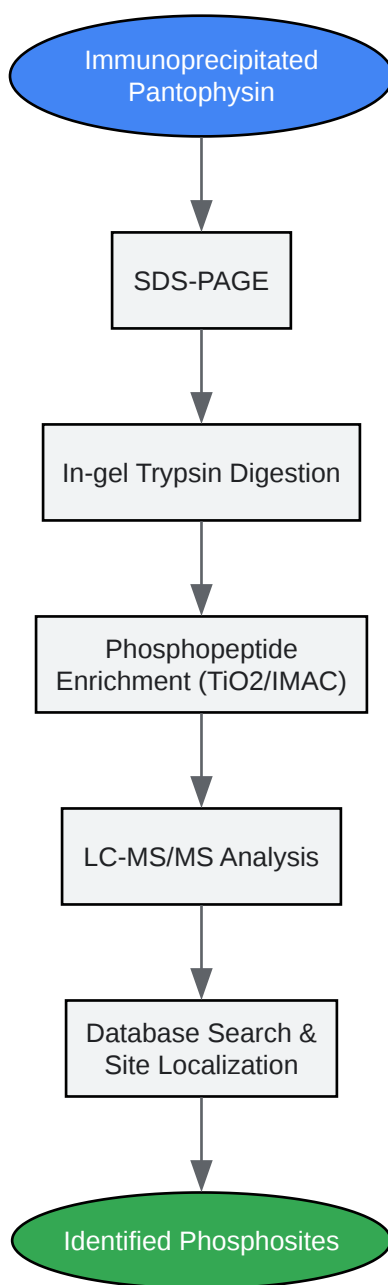 Immunoprecipitated
Pantophysin
SDS-PAGE
In-gel Trypsin Digestion
Phosphopeptide
Enrichment (TiO2/IMAC)
LC-MS/MS Analysis
Database Search &
Site Localization
Identified Phosphosites